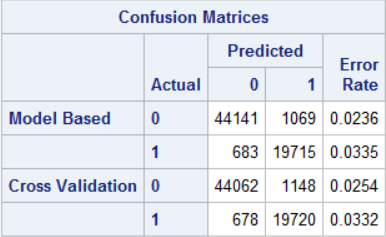 Confusion Matrices
Predicted
Error
Actual 0 1 Rate
Model Based 0 44141 1069 0.0236
1 683 19715 0.0335
Cross Validation 0 44062 1148 0.0254
1 678 19720 0.0332